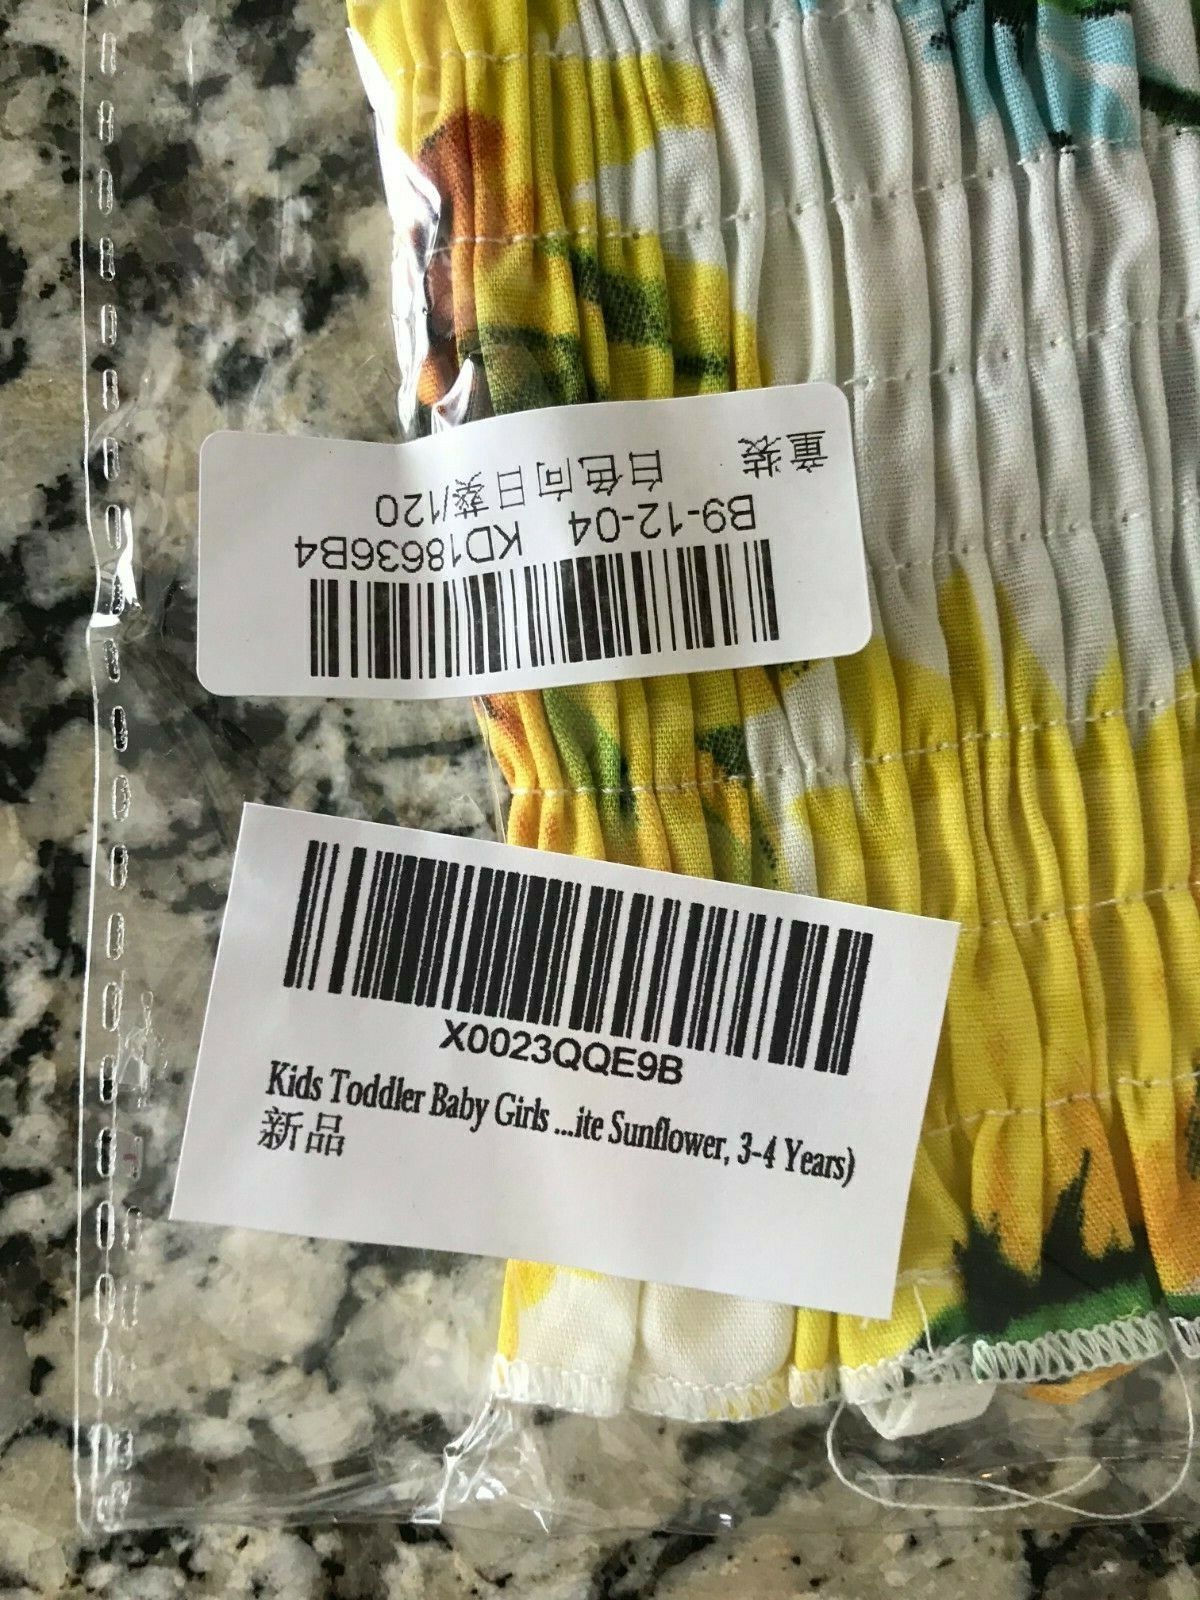 童装 白色向日葵/120
B9-12-04 KD18636B4
X0023QQE9B
Kids Toddler Baby Girls ...ite Sunflower, 3-4 Years)
新品